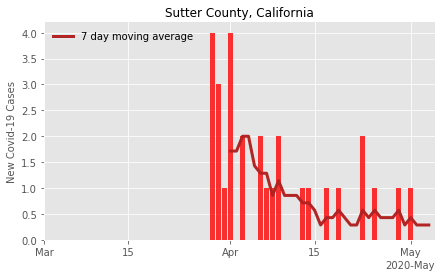 Sutter County, California
7 day moving average
New Covid-19 Cases
4.0
3.5
3.0
2.5
2.0
1.5
1.0
0.5
0.0
Mar
15
Apr
15
May
2020-May